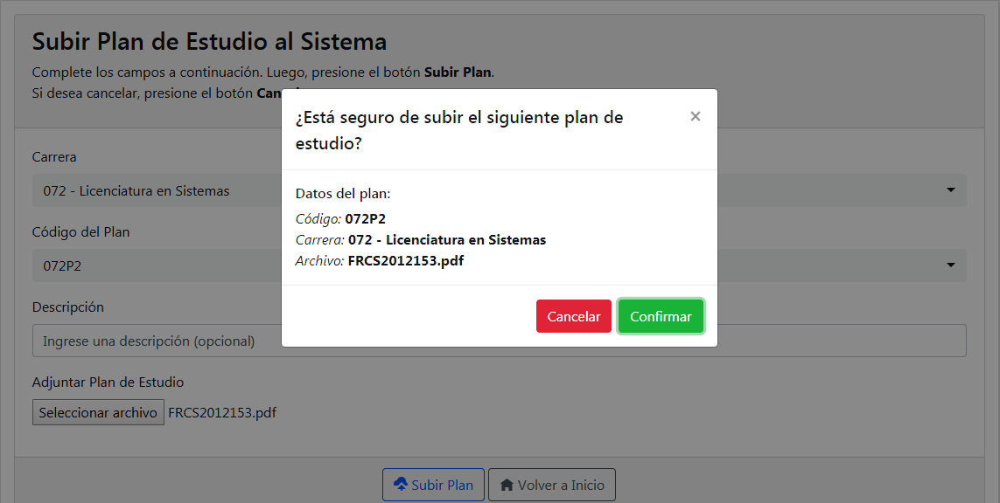 Subir Plan de Estudio al Sistema
Complete los campos a continuación. Luego, presione el botón Subir Plan.
Si desea cancelar, presione el botón
¿Está seguro de subir el siguiente plan de
estudio?
×
Datos del plan:
Código: 072P2
Carrera: 072 - Licenciatura en Sistemas
Archivo: FRCS2012153.pdf
Cancelar
Confirmar
Carrera
072 - Licenciatura en Sistemas
Código del Plan
072P2
Descripción
Ingrese una descripción (opcional)
Adjuntar Plan de Estudio
Seleccionar archivo FRCS2012153.pdf
Subir Plan
Volver a Inicio